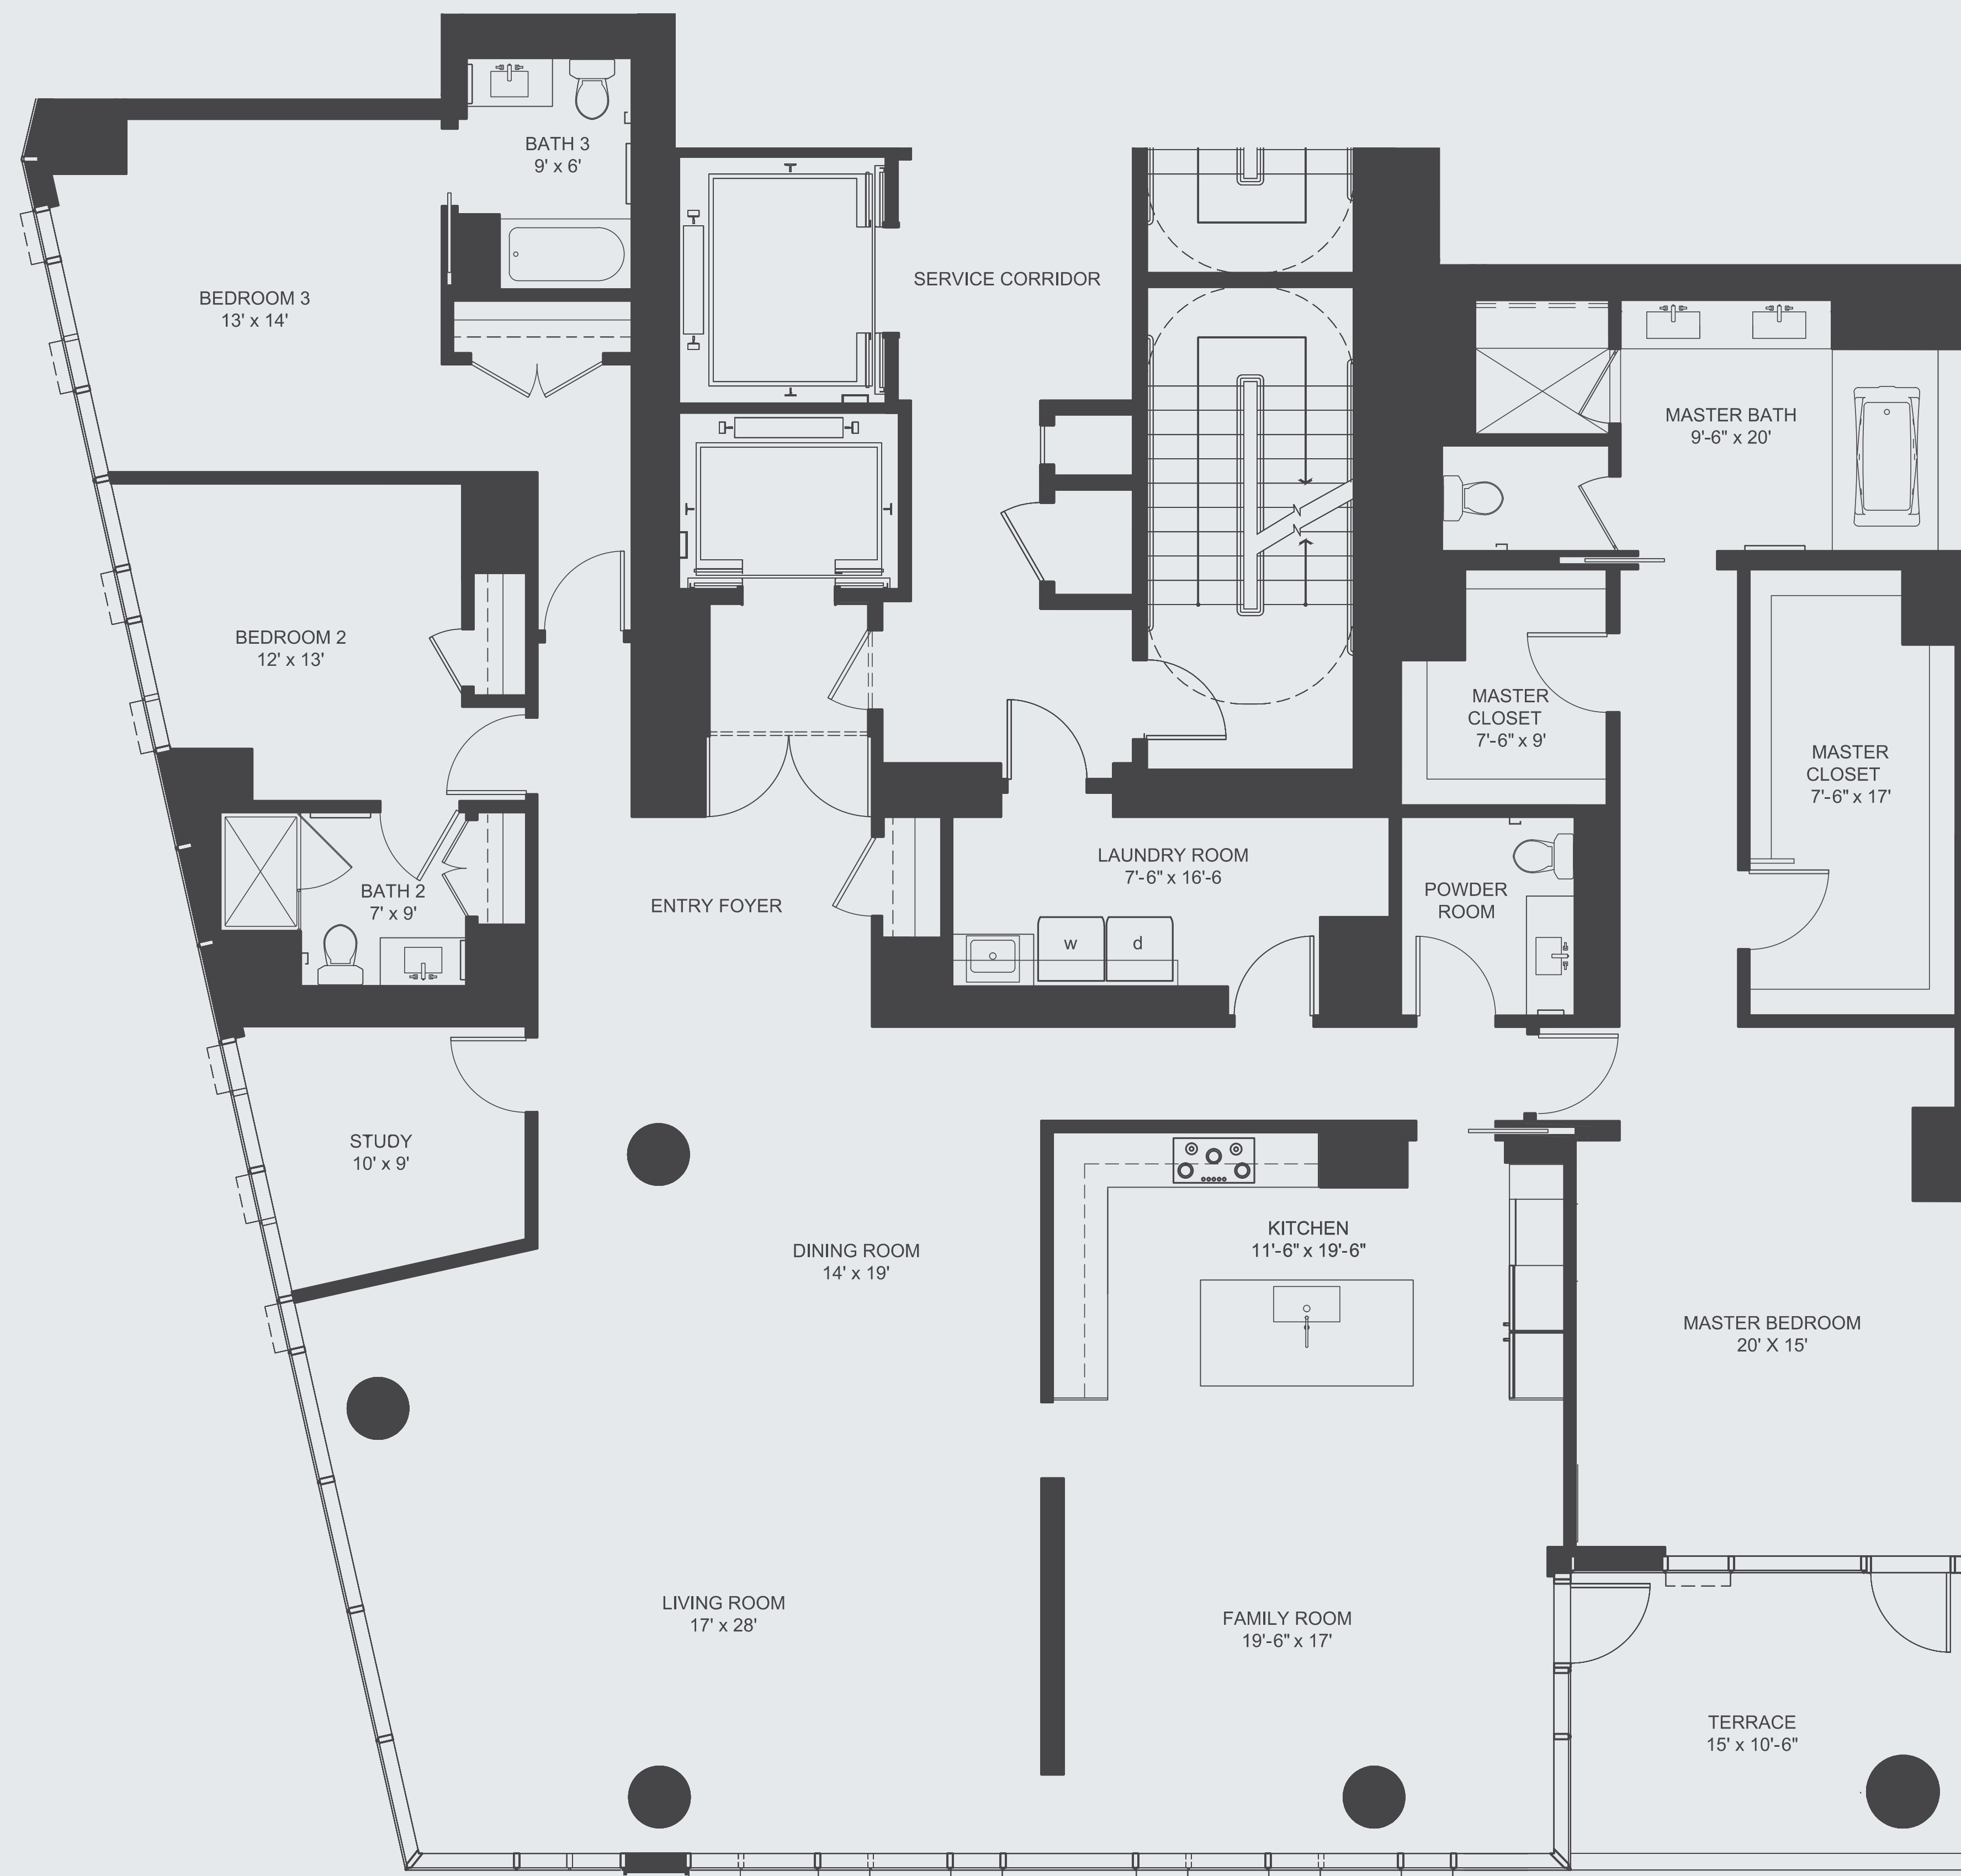 BATH 3
9' x 6'
SERVICE CORRIDOR
BEDROOM 3
13' x 14'
MASTER BATH
9'-6" x 20'
BEDROOM 2
12' x 13'
MASTER
CLOSET
7'-6" x 9'
MASTER
CLOSET
7'-6" x 17'
LAUNDRY ROOM
7'-6" x 16'-6
BATH 2
7' x 9'
POWDER
ROOM
ENTRY FOYER
w
d
STUDY
10' x 9'
DINING ROOM
14' x 19'
KITCHEN
11'-6" x 19'-6"
MASTER BEDROOM
20' X 15'
LIVING ROOM
17' x 28'
FAMILY ROOM
19'-6" x 17'
TERRACE
15' x 10'-6"